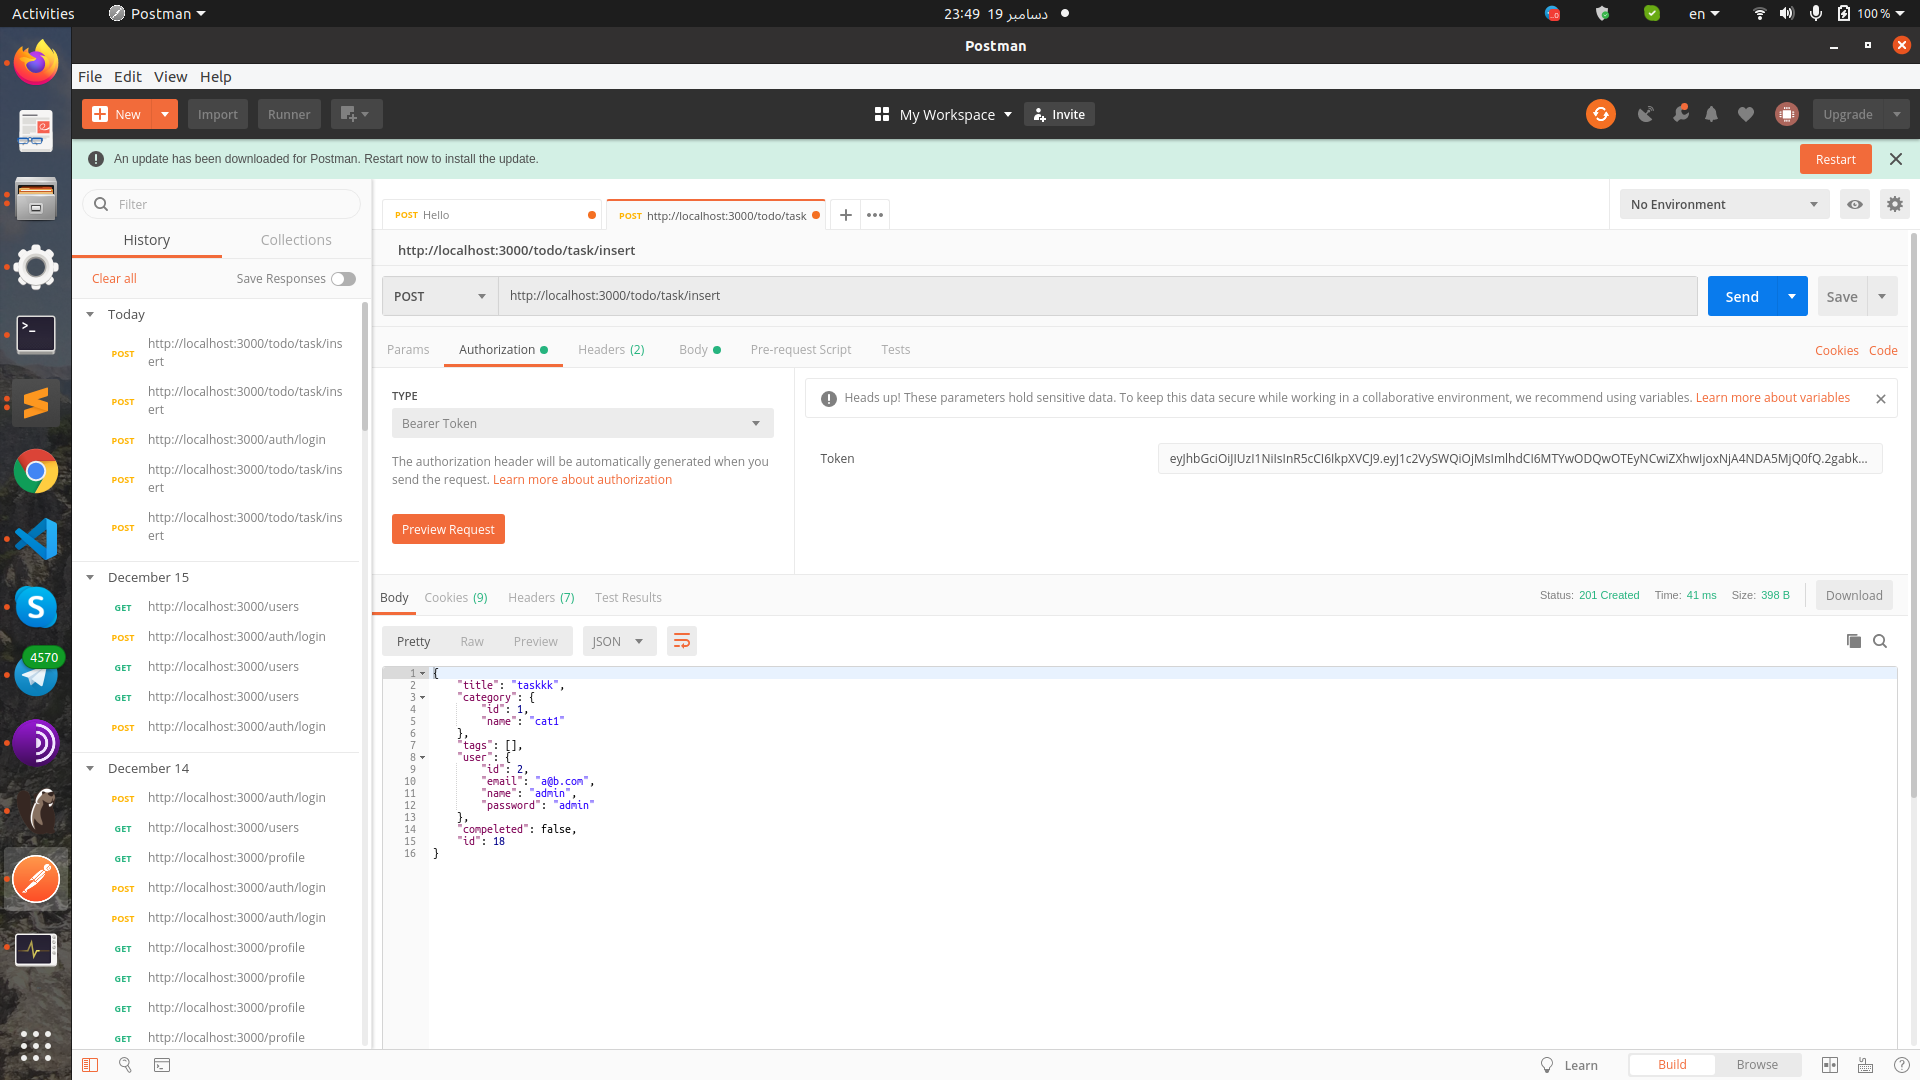 Activities
Postman
23:49 19 دسامبر
en
100 %
Postman
File Edit View Help
New
Import
Runner
My Workspace
Invite
Upgrade
An update has been downloaded for Postman. Restart now to install the update.
Restart
Filter
History
Collections
Clear all
Save Responses
Today
POST http://localhost:3000/todo/task/ins
ert
POST http://localhost:3000/todo/task/ins
ert
POST http://localhost:3000/auth/login
POST http://localhost:3000/todo/task/ins
ert
POST http://localhost:3000/todo/task/ins
ert
December 15
GET http://localhost:3000/users
POST http://localhost:3000/auth/login
GET http://localhost:3000/users
GET http://localhost:3000/users
POST http://localhost:3000/auth/login
December 14
POST http://localhost:3000/auth/login
GET http://localhost:3000/users
GET http://localhost:3000/profile
POST http://localhost:3000/auth/login
POST http://localhost:3000/auth/login
GET http://localhost:3000/profile
GET http://localhost:3000/profile
GET http://localhost:3000/profile
GET http://localhost:3000/profile
4570
POST Hello
POST http://localhost:3000/todo/task
No Environment
http://localhost:3000/todo/task/insert
POST
http://localhost:3000/todo/task/insert
Send
Save
Params
Authorization
Headers (2)
Body
Pre-request Script
Tests
Cookies Code
TYPE
Bearer Token
The authorization header will be automatically generated when you
send the request. Learn more about authorization
Preview Request
Heads up! These parameters hold sensitive data. To keep this data secure while working in a collaborative environment, we recommend using variables. Learn more about variables
Token
Body
Cookies (9)
Headers (7)
Test Results
Status: 201 Created Time: 41 ms Size: 398 B
Download
Pretty Raw Preview
JSON
1 {
2 "title": "taskkk",
3 "category": {
4 "id": 1,
5 "name": "cat1"
6 },
7 "tags": [],
8 "user": {
9 "id": 2,
10 "email": "a@b.com",
11 "name": "admin",
12 "password": "admin"
13 },
14 "compeleted": false,
15 "id": 18
16 }
Learn
Build
Browse